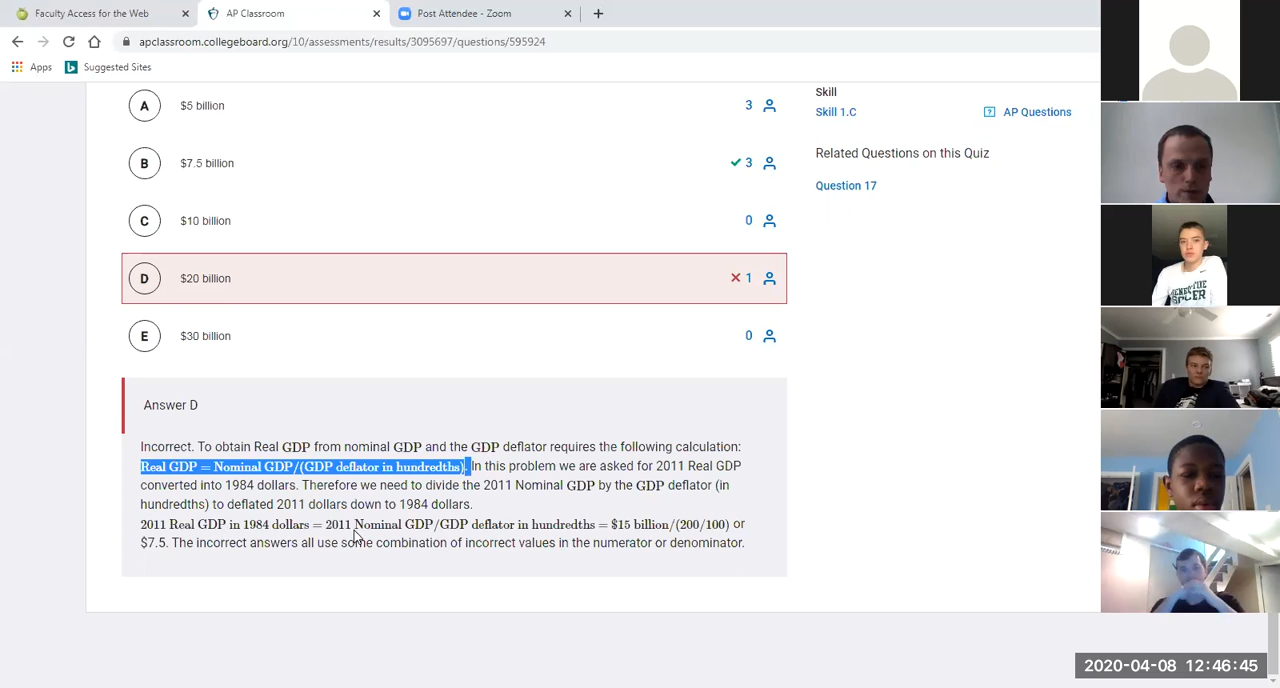 Faculty Access for the Web
AP Classroom
Post Attendee - Zoom
apclassroom.collegeboard.org/10/assessments/results/3095697/questions/595924
Apps
Suggested Sites
A $5 billion 3
B $7.5 billion 3
C $10 billion 0
D $20 billion 1
E $30 billion 0
Skill
Skill 1.C
AP Questions
Related Questions on this Quiz
Question 17
Answer D
Incorrect. To obtain Real GDP from nominal GDP and the GDP deflator requires the following calculation:
Real GDP = Nominal GDP/(GDP deflator in hundredths). In this problem we are asked for 2011 Real GDP
converted into 1984 dollars. Therefore we need to divide the 2011 Nominal GDP by the GDP deflator (in
hundredths) to deflated 2011 dollars down to 1984 dollars.
2011 Real GDP in 1984 dollars = 2011 Nominal GDP/GDP deflator in hundredths = $15 billion/(200/100) or
$7.5. The incorrect answers all use some combination of incorrect values in the numerator or denominator.
SOCCER
2020-04-08 12:46:45